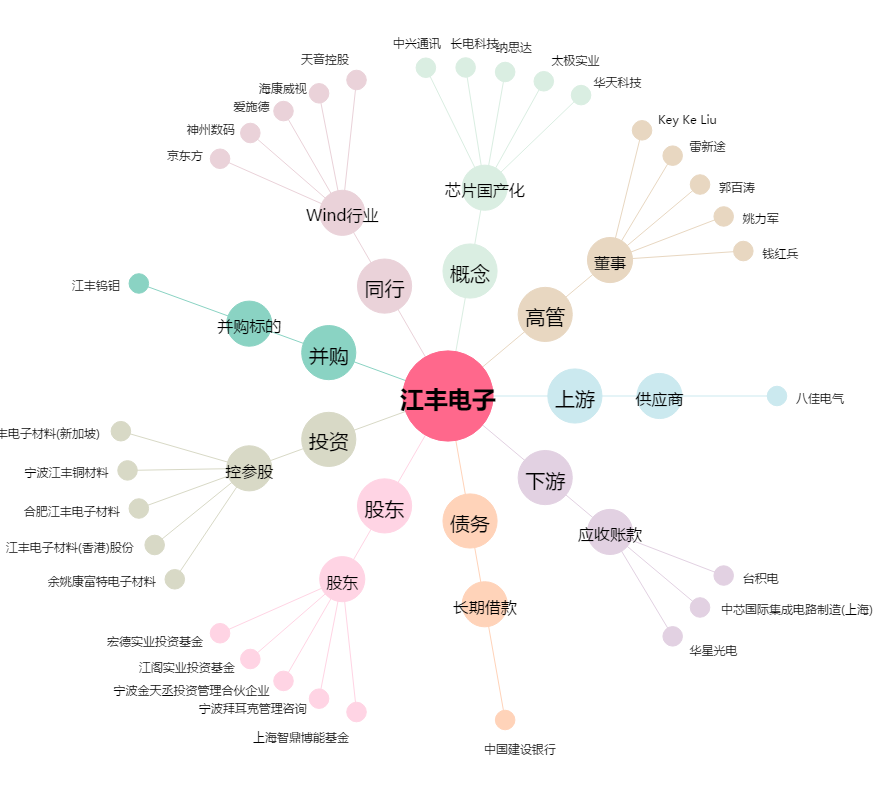 中兴通讯
长电科技
纳思达
太极实业
华天科技
天音控股
海康威视
爱施德
神州数码
京东方
Wind行业
同行
芯片国产化
概念
Key Ke Liu
雷新途
郭百涛
姚力军
钱红兵
董事
高管
江丰钨钼
并购标的
并购
江丰电子
上游
供应商
八佳电气
丰电子材料(新加坡)
宁波江丰铜材料
合肥江丰电子材料
江丰电子材料(香港)股份
余姚康富特电子材料
控参股
投资
下游
应收账款
台积电
中芯国际集成电路制造(上海)
华星光电
股东
股东
宏德实业投资基金
江阁实业投资基金
宁波金天丞投资管理合伙企业
宁波拜耳克管理咨询
上海智鼎博能基金
债务
长期借款
中国建设银行